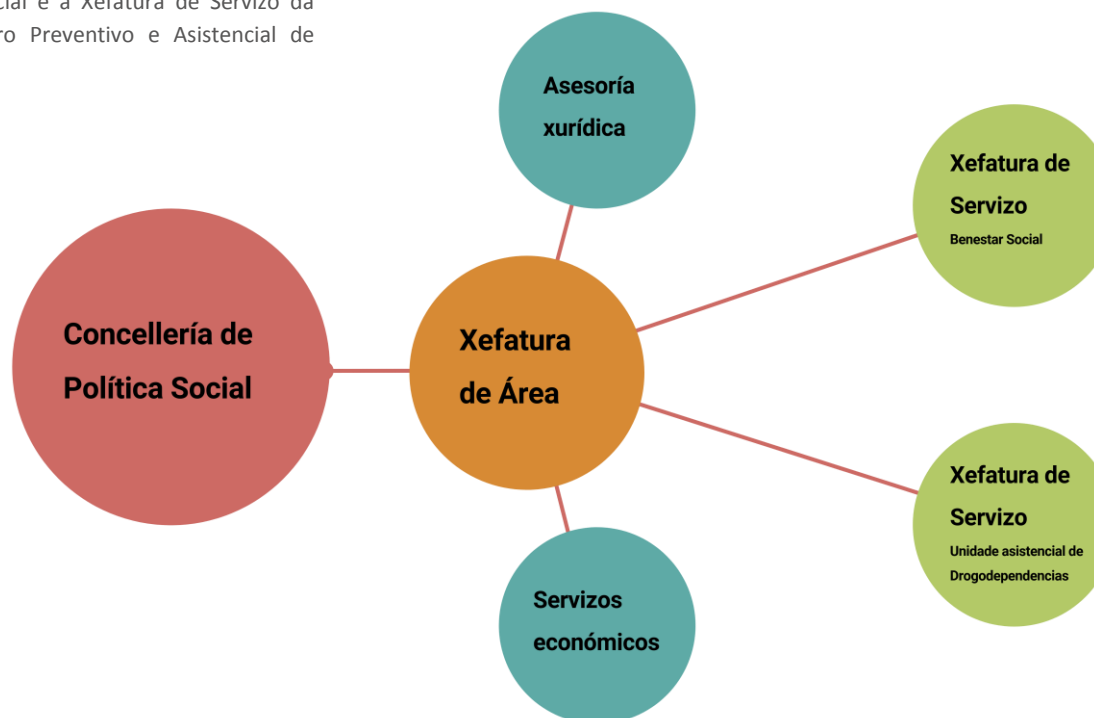 cial e a Xefatura de Servizo da
ro Preventivo e Asistencial de
Asesoría
xurídica
Xefatura de
Servizo
Benestar Social
Concellería de
Política Social
Xefatura
de Área
Xefatura de
Servizo
Unidade asistencial de
Drogodependencias
Servizos
económicos